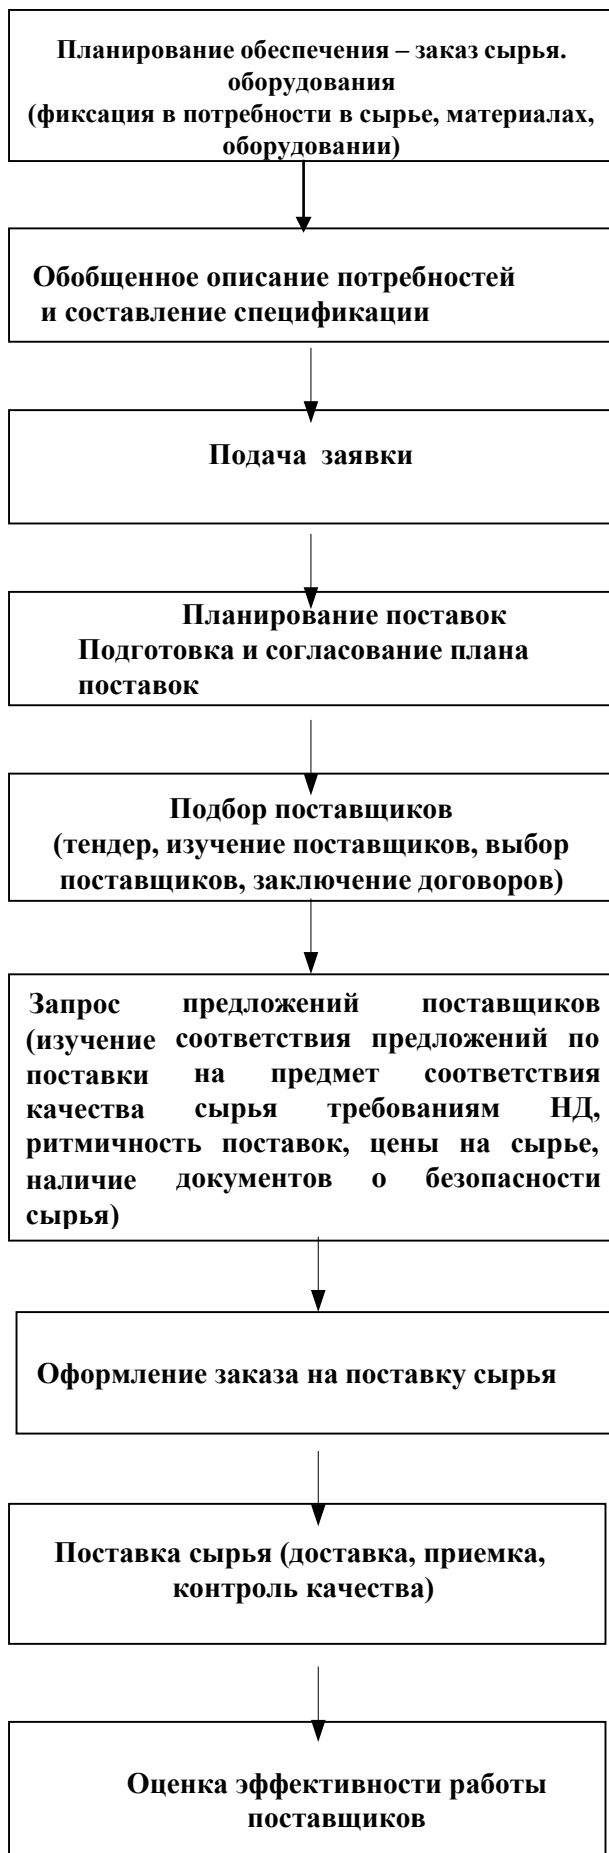 Планирование обеспечения – заказ сырья.
оборудования
(фиксация в потребности в сырье, материалах,
оборудовании)
Обобщенное описание потребностей
и составление спецификации
Подача заявки
Планирование поставок
Подготовка и согласование плана
поставок
Подбор поставщиков
(тендер, изучение поставщиков, выбор
поставщиков, заключение договоров)
Запрос предложений поставщиков
(изучение соответствия предложений по
поставки на предмет соответствия
качества сырья требованиям НД,
ритмичность поставок, цены на сырье,
наличие документов о безопасности
сырья)
Оформление заказа на поставку сырья
Поставка сырья (доставка, приемка,
контроль качества)
Оценка эффективности работы
поставщиков